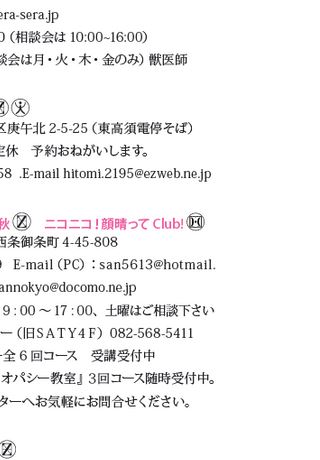 era-sera.jp
0（相談会は 10:00~16:00）
談会は月・火・木・金のみ）獣医師
火
区庚午北 2-5-25（東高須電停そば）
定休　予約おねがいします。
58 .E-mail hitomi.2195@ezweb.ne.jp
秋　ニコニコ！顔晴って Club!
西条御条町 4-45-808
E-mail（PC）：san5613@hotmail.
annokyo@docomo.ne.jp
9：00 ～ 17：00、土曜はご相談下さい
ー（旧SATY4F）082-568-5411
全６回コース　受講受付中
オパシー教室』３回コース随時受付中。
ターへお気軽にお問合せください。